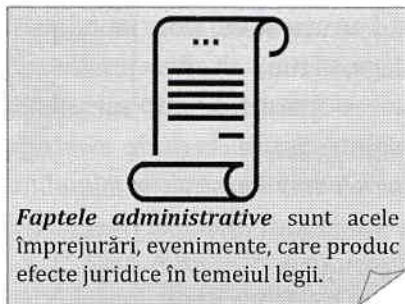 Faptele administrative sunt acele
împrejurări, evenimente, care produc
efecte juridice în temeiul legii.